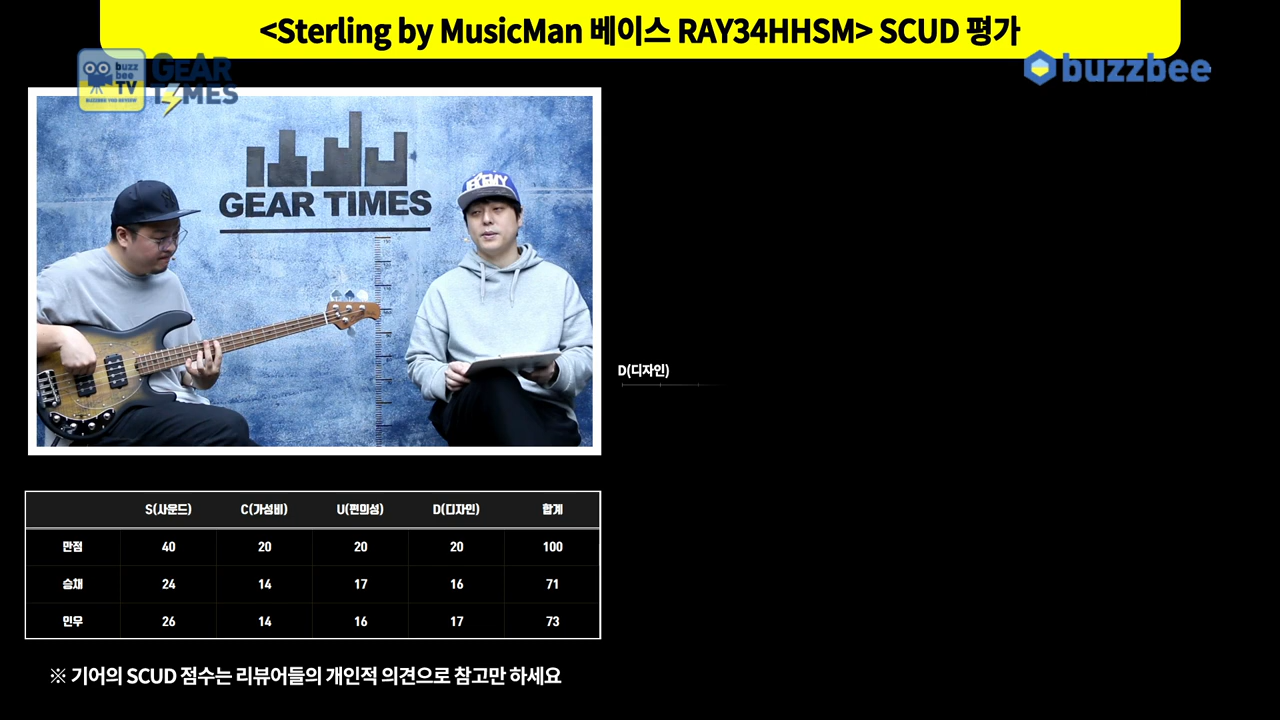 <Sterling by MusicMan 베이스 RAY34HHSM> SCUD 평가
buzz
bee
TV
BUZZBEE VOD REVIEW
GEAR
TIMES
buzzbee
GEAR TIMES
D(디자인)
S(사운드) C(가성비) U(편의성) D(디자인) 합계
만점 40 20 20 20 100
승채 24 14 17 16 71
민우 26 14 16 17 73
※ 기어의 SCUD 점수는 리뷰어들의 개인적 의견으로 참고만 하세요